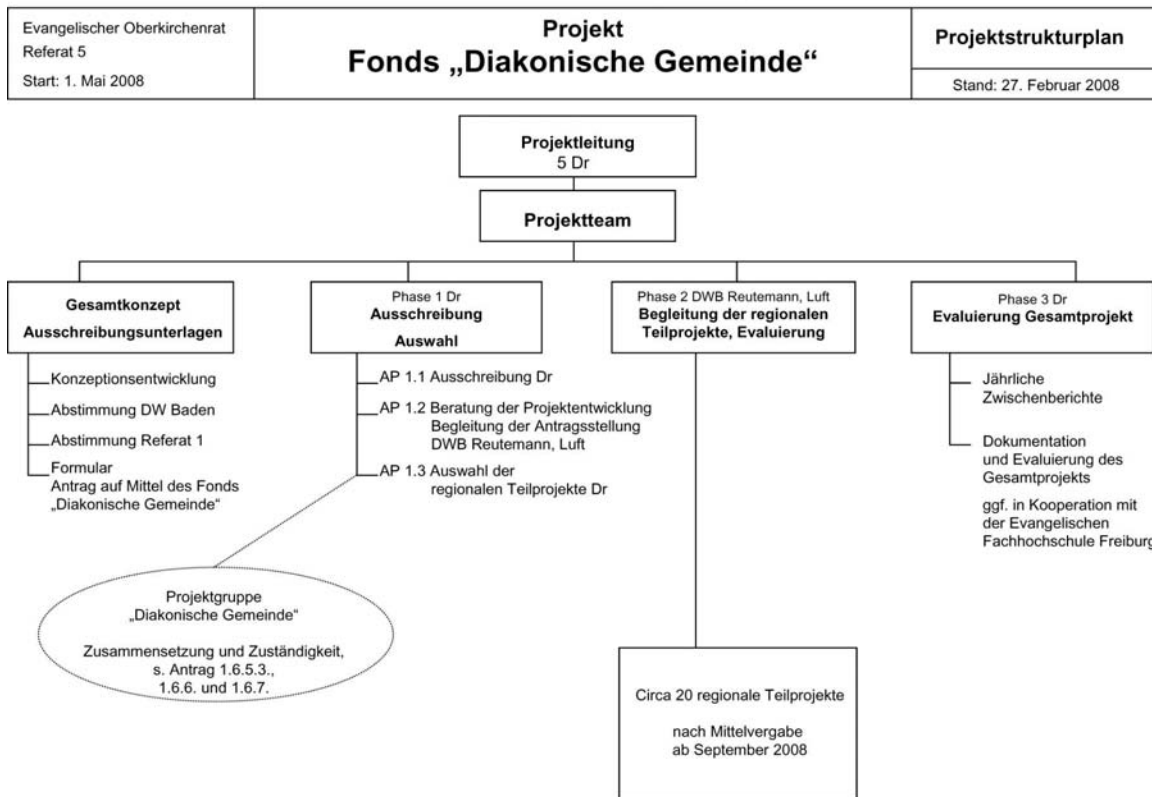 Evangelischer Oberkirchenrat
Referat 5
Start: 1. Mai 2008
Projekt
Fonds „Diakonische Gemeinde“
Projektstrukturplan
Stand: 27. Februar 2008
Projektleitung
5 Dr
Projektteam
Gesamtkonzept
Ausschreibungsunterlagen
Konzeptionsentwicklung
Abstimmung DW Baden
Abstimmung Referat 1
Formular
Antrag auf Mittel des Fonds
„Diakonische Gemeinde“
Phase 1 Dr
Ausschreibung
Auswahl
AP 1.1 Ausschreibung Dr
AP 1.2 Beratung der Projektentwicklung
Begleitung der Antragsstellung
DWB Reutemann, Luft
AP 1.3 Auswahl der
regionalen Teilprojekte Dr
Projektgruppe
„Diakonische Gemeinde“
Zusammensetzung und Zuständigkeit,
s. Antrag 1.6.5.3.,
1.6.6. und 1.6.7.
Phase 2 DWB Reutemann, Luft
Begleitung der regionalen
Teilprojekte, Evaluierung
Circa 20 regionale Teilprojekte
nach Mittelvergabe
ab September 2008
Phase 3 Dr
Evaluierung Gesamtprojekt
Jährliche
Zwischenberichte
Dokumentation
und Evaluierung des
Gesamtprojekts
ggf. in Kooperation mit
der Evangelischen
Fachhochschule Freiburg